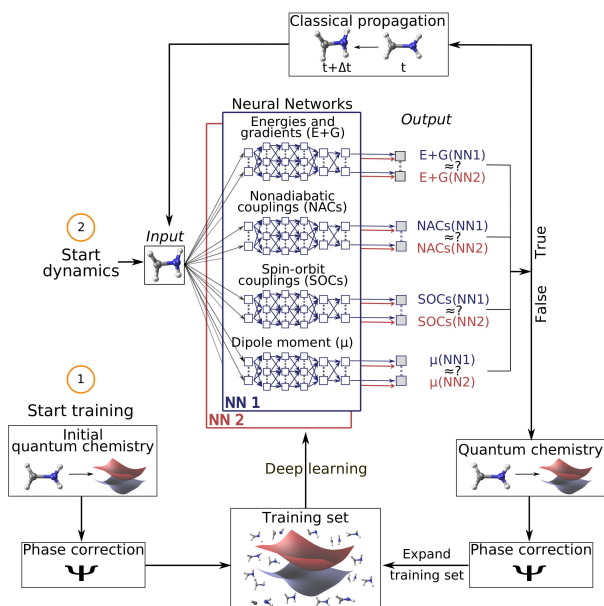 Classical propagation
t+Δt
t
Neural Networks
Energies and
gradients (E+G)
Output
E+G(NN1)
≈?
E+G(NN2)
Nonadiabatic
couplings (NACs)
NACs(NN1)
≈?
NACs(NN2)
2
Start
dynamics
Input
Spin-orbit
couplings (SOCs)
SOCs(NN1)
≈?
SOCs(NN2)
True
False
Dipole moment (μ)
μ(NN1)
≈?
μ(NN2)
NN 1
NN 2
1
Start training
Initial
quantum chemistry
Deep learning
Quantum chemistry
Training set
Phase correction
Ψ
Expand
training set
Phase correction
Ψ